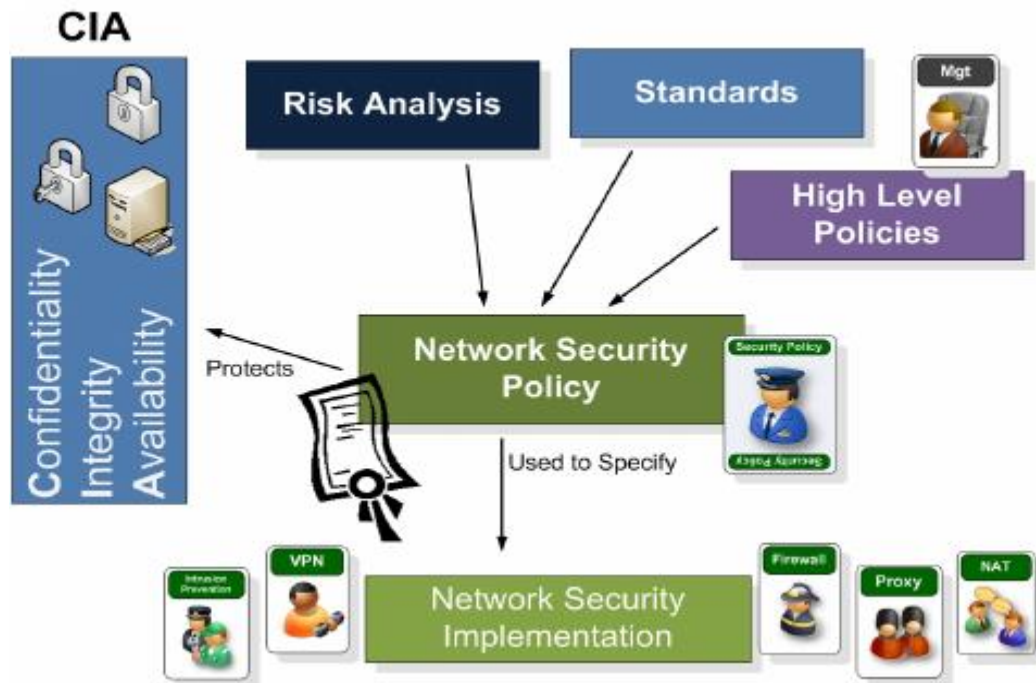 CIA
Confidentiality
Integrity
Availability
Risk Analysis
Standards
Mgt
High Level
Policies
Protects
Network Security
Policy
Security Policy
Security Policy
Used to Specify
Intrusion
Prevention
VPN
Network Security
Implementation
Firewall
Proxy
NAT